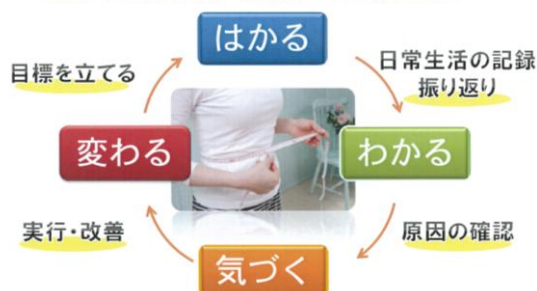 はかる
目標を立てる
日常生活の記録
振り返り
変わる
わかる
実行・改善
原因の確認
気づく